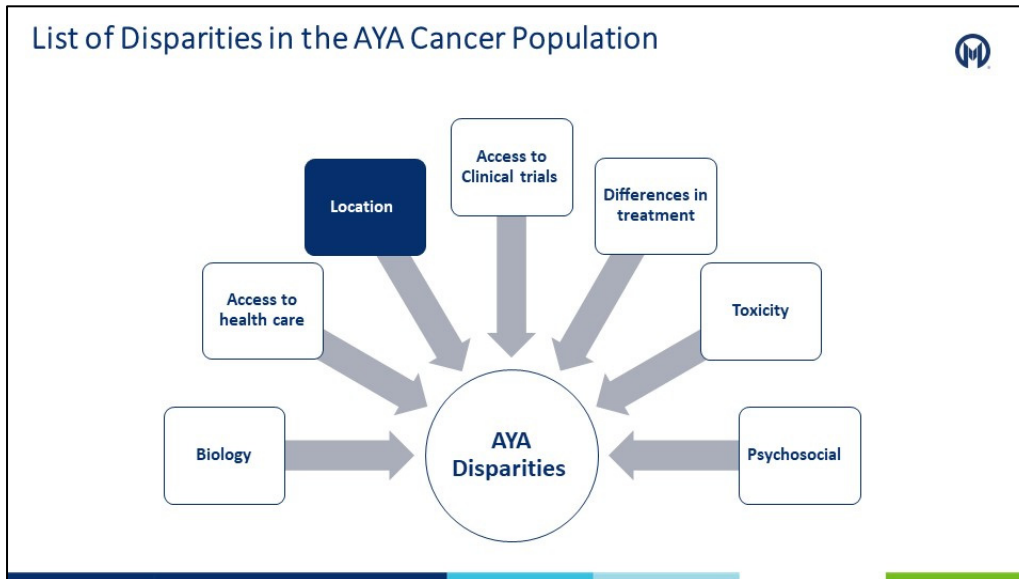 List of Disparities in the AYA Cancer Population
Access to
Clinical trials
Location
Differences in
treatment
Access to
health care
Toxicity
AYA
Disparities
Biology
Psychosocial